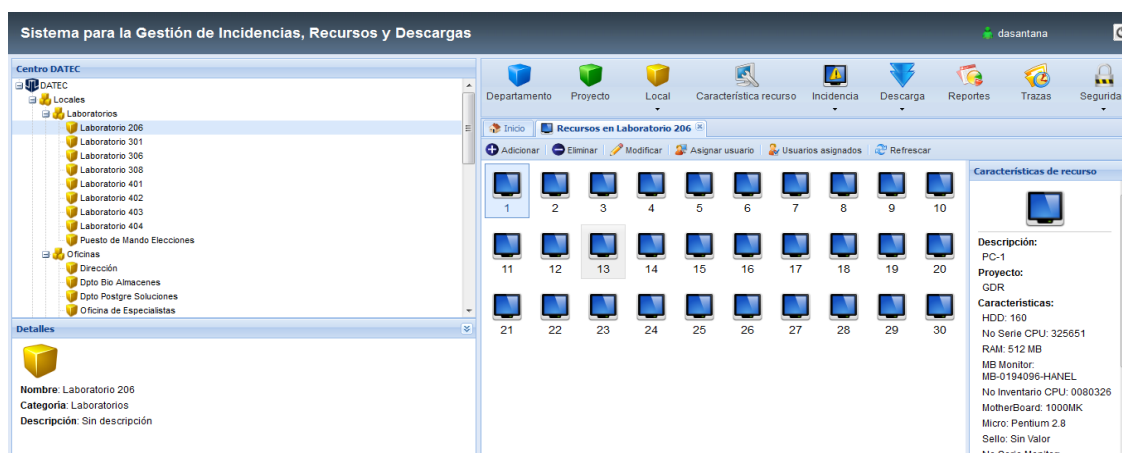 Sistema para la Gestión de Incidencias, Recursos y Descargas
dasantana
Centro DATEC
DATEC
Locales
Laboratorios
Laboratorio 206
Laboratorio 301
Laboratorio 306
Laboratorio 308
Laboratorio 401
Laboratorio 402
Laboratorio 403
Laboratorio 404
Puesto de Mando Elecciones
Oficinas
Dirección
Dpto Bio Almacenes
Dpto Postgre Soluciones
Oficina de Especialistas
Detalles
Nombre: Laboratorio 206
Categoria: Laboratorios
Descripción: Sin descripción
Departamento Proyecto Local Característica recurso Incidencia Descarga Reportes Trazas Segurida
Inicio Recursos en Laboratorio 206
Adicionar Eliminar Modificar Asignar usuario Usuarios asignados Refrescar
1 2 3 4 5 6 7 8 9 10
11 12 13 14 15 16 17 18 19 20
21 22 23 24 25 26 27 28 29 30
Características de recurso
Descripción:
PC-1
Proyecto:
GDR
Características:
HDD: 160
No Serie CPU: 325651
RAM: 512 MB
MB Monitor:
MB-0194096-HANEL
No Inventario CPU: 0080326
MotherBoard: 1000MK
Micro: Pentium 2.8
Sello: Sin Valor